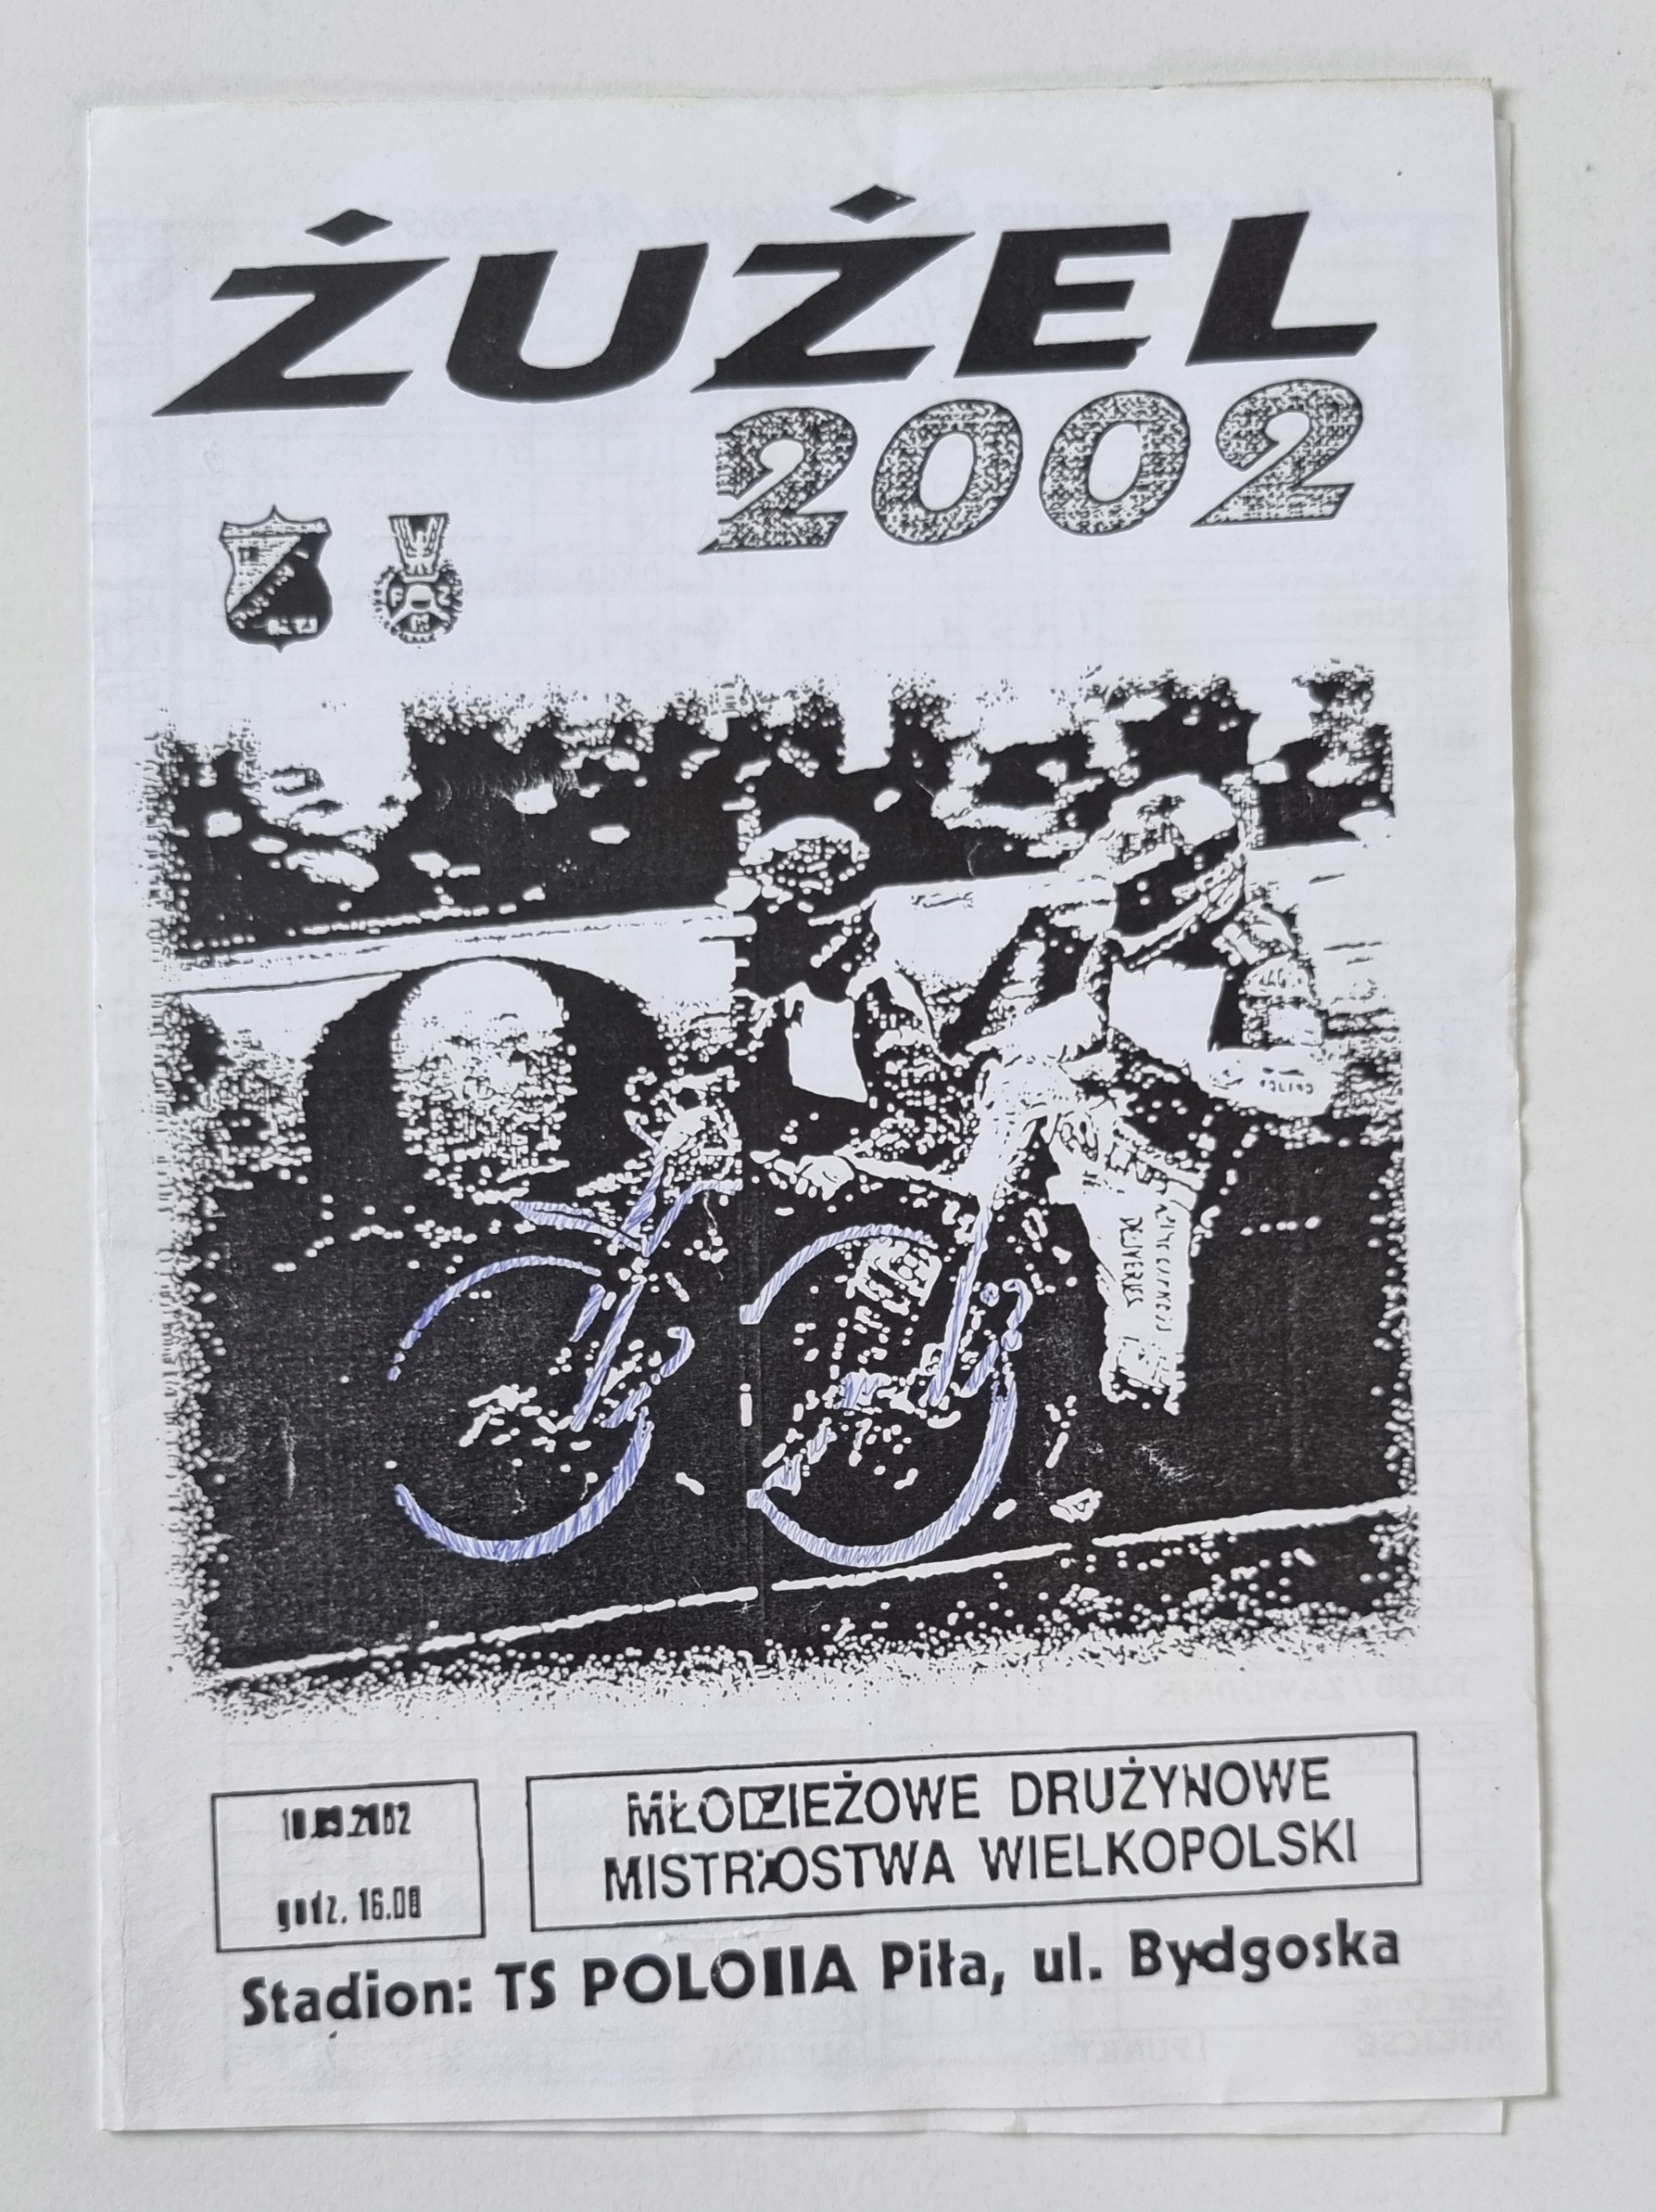 ŻUŻEL
2002
MŁODZIEŻOWE DRUŻYNOWE
MISTRZOSTWA WIELKOPOLSKI
godz. 16.00
Stadion: TS POLONIA Piła, ul. Bydgoska